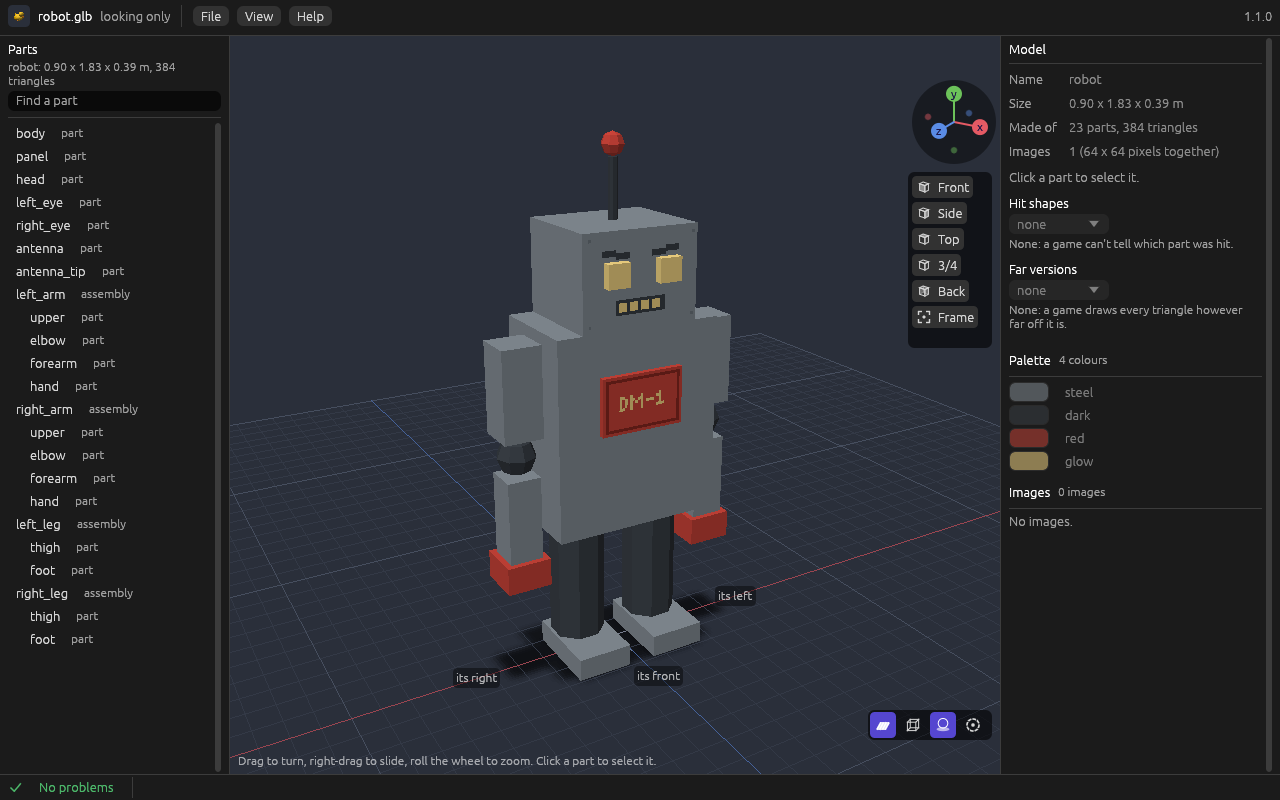 robot.glb looking only File View Help 1.1.0
Parts
robot: 0.90 x 1.83 x 0.39 m, 384
triangles
Find a part
body part
panel part
head part
left_eye part
right_eye part
antenna part
antenna_tip part
left_arm assembly
upper part
elbow part
forearm part
hand part
right_arm assembly
upper part
elbow part
forearm part
hand part
left_leg assembly
thigh part
foot part
right_leg assembly
thigh part
foot part
y
x
z
Front
Side
Top
3/4
Back
Frame
DM-1
its left
its right
its front
Drag to turn, right-drag to slide, roll the wheel to zoom. Click a part to select it.
Model
Name robot
Size 0.90 x 1.83 x 0.39 m
Made of 23 parts, 384 triangles
Images 1 (64 x 64 pixels together)
Click a part to select it.
Hit shapes
none
None: a game can't tell which part was hit.
Far versions
none
None: a game draws every triangle however
far off it is.
Palette 4 colours
steel
dark
red
glow
Images 0 images
No images.
No problems